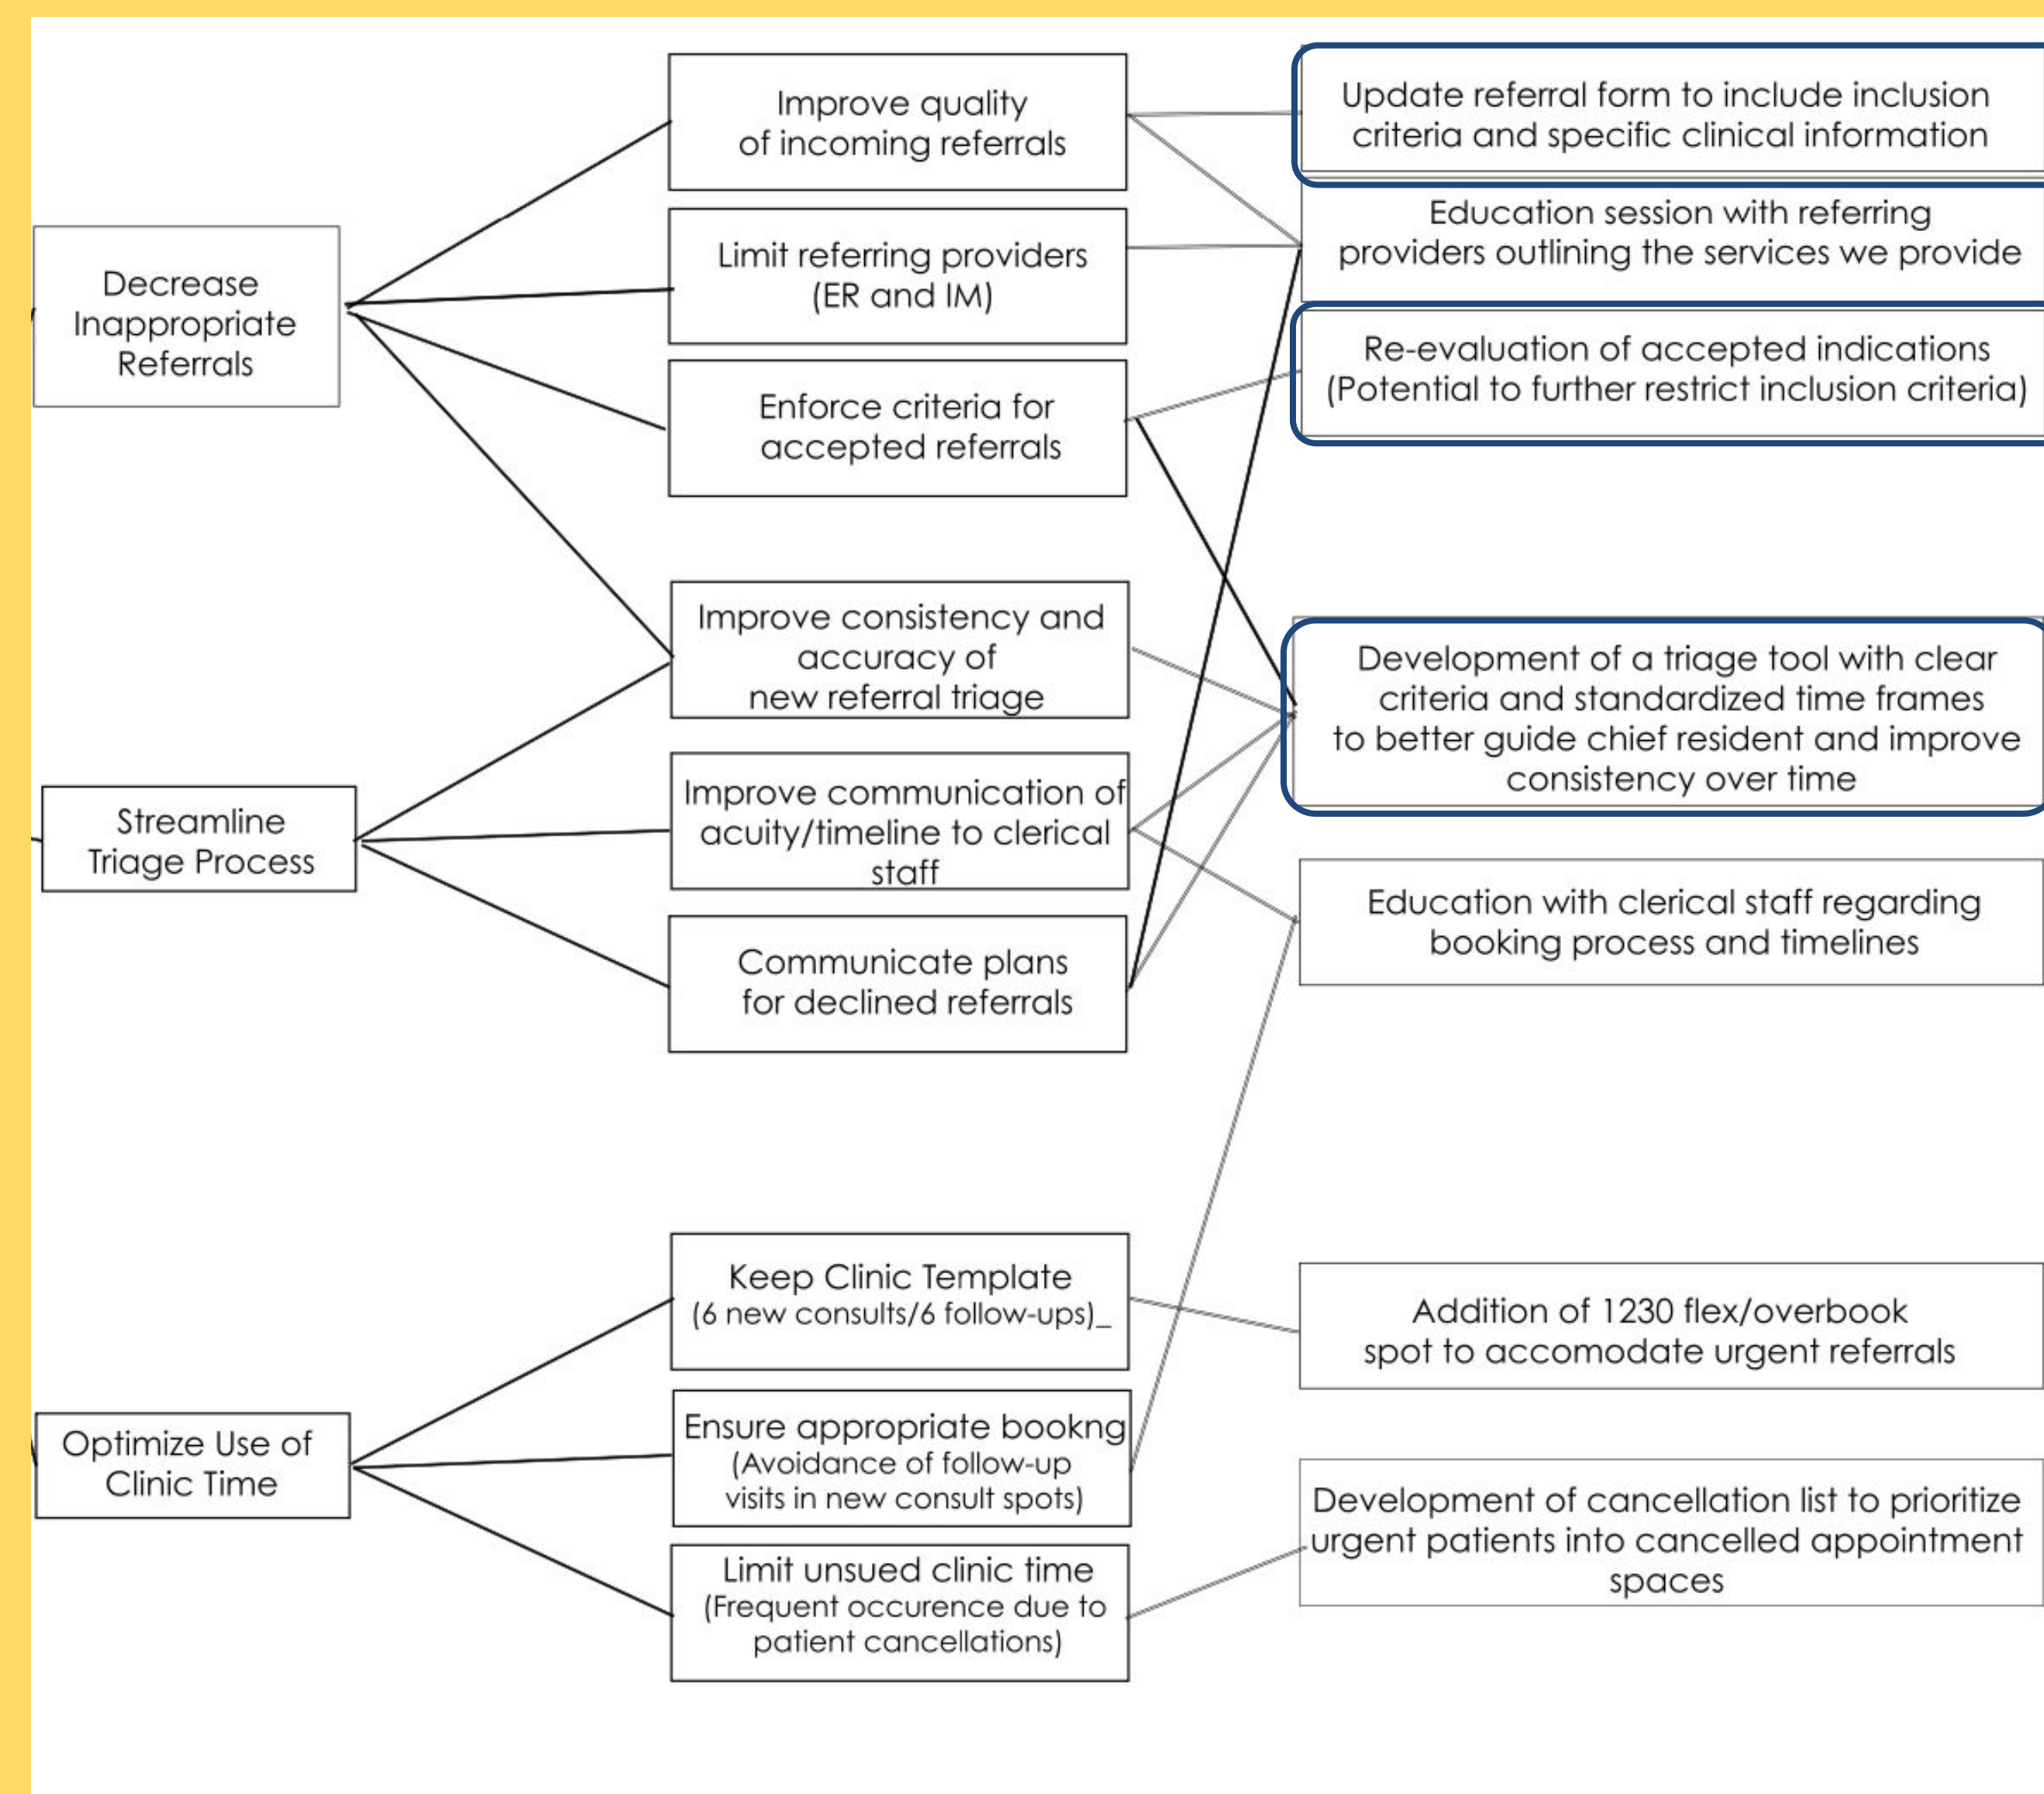 Decrease
Inappropriate
Referrals
Streamline
Triage Process
Optimize Use of
Clinic Time
Improve quality
of incoming referrals
Limit referring providers
(ER and IM)
Enforce criteria for
accepted referrals
Improve consistency and
accuracy of
new referral triage
Improve communication of
acuity/timeline to clerical
staff
Communicate plans
for declined referrals
Keep Clinic Template
(6 new consults/6 follow-ups)_
Ensure appropriate bookng
(Avoidance of follow-up
visits in new consult spots)
Limit unsued clinic time
(Frequent occurence due to
patient cancellations)
Update referral form to include inclusion
criteria and specific clinical information
Education session with referring
providers outlining the services we provide
Re-evaluation of accepted indications
(Potential to further restrict inclusion criteria)
Development of a triage tool with clear
criteria and standardized time frames
to better guide chief resident and improve
consistency over time
Education with clerical staff regarding
booking process and timelines
Addition of 1230 flex/overbook
spot to accomodate urgent referrals
Development of cancellation list to prioritize
urgent patients into cancelled appointment
spaces